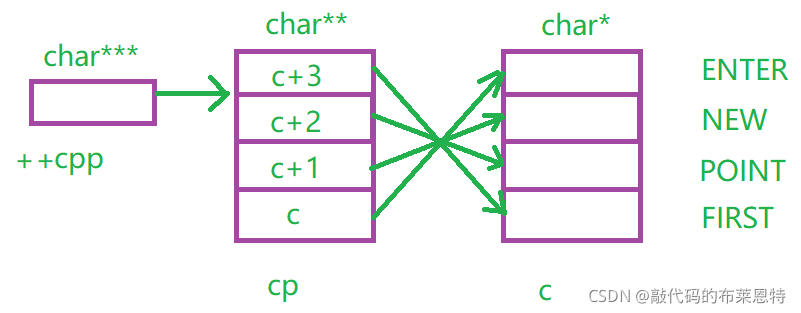 char***
++cpp
char**
c+3
c+2
c+1
c
cp
char*
c
ENTER
NEW
POINT
FIRST
CSDN @敲代码的布莱恩特